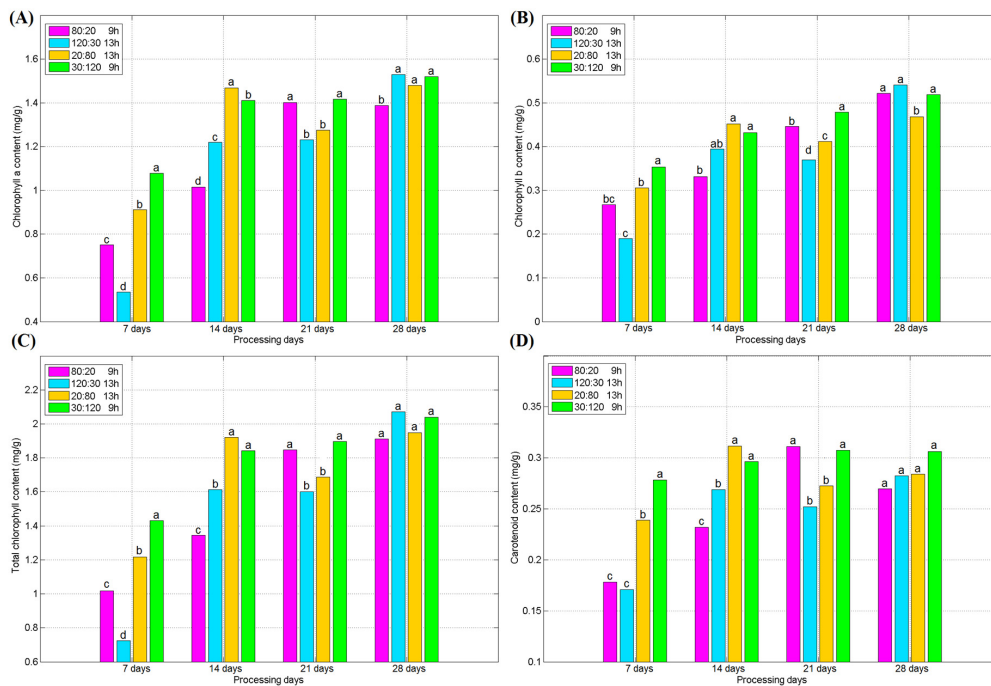 (A)
80:20 9h
120:30 13h
20:80 13h
30:120 9h
Chlorophyll a content (mg/g)
1.6
1.4
1.2
1
0.8
0.6
0.4
c d b a
d c a b
a b b a
b a a a
7 days 14 days 21 days 28 days
Processing days
(B)
80:20 9h
120:30 13h
20:80 13h
30:120 9h
Chlorophyll b content (mg/g)
0.6
0.5
0.4
0.3
0.2
0.1
0
bc c b a
b ab a a
b d c a
a a a a
7 days 14 days 21 days 28 days
Processing days
(C)
80:20 9h
120:30 13h
20:80 13h
30:120 9h
Total chlorophyll content (mg/g)
2.2
2
1.8
1.6
1.4
1.2
1
0.8
0.6
c d b a
c b a a
a b b a
a a a a
7 days 14 days 21 days 28 days
Processing days
(D)
80:20 9h
120:30 13h
20:80 13h
30:120 9h
Carotenoid content (mg/g)
0.35
0.3
0.25
0.2
0.15
0.1
c c b a
c b a a
a b b a
a a a a
7 days 14 days 21 days 28 days
Processing days